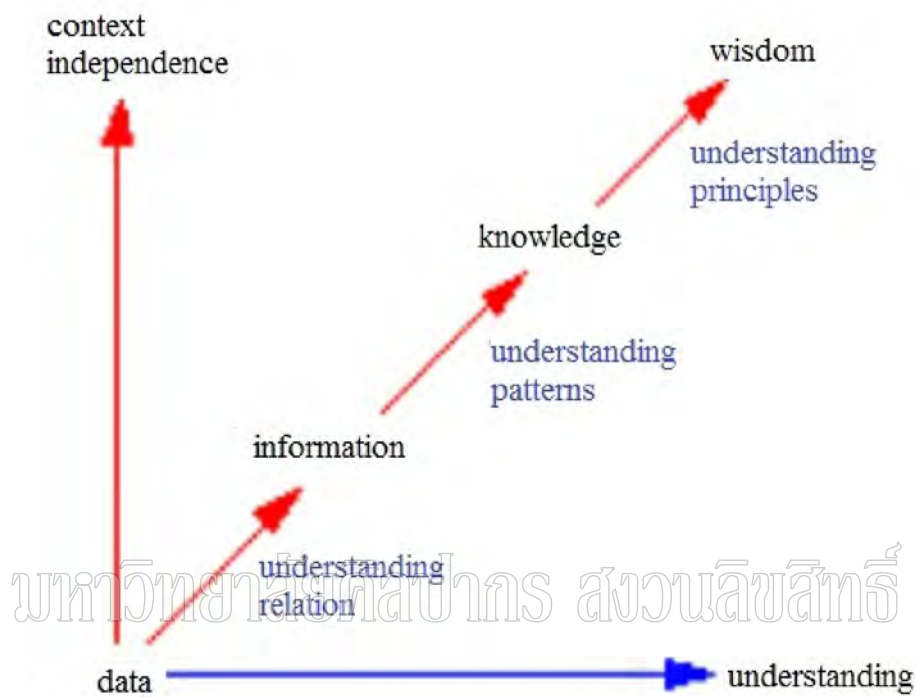 context
independence
wisdom
understanding
principles
knowledge
understanding
patterns
information
understanding
relation
มหาวิทยาลัยศิลปากร สงวนลิขสิทธิ์
data
understanding